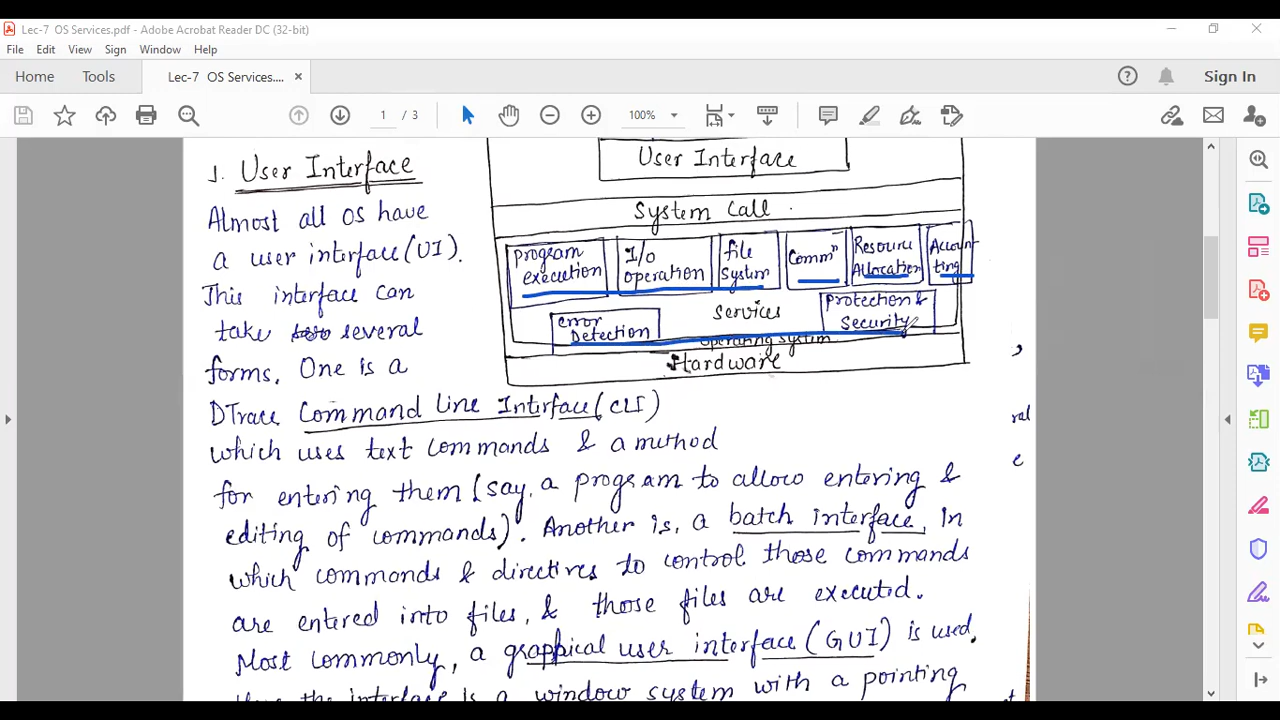 Lec-7 OS Services.pdf - Adobe Acrobat Reader DC (32-bit)
File Edit View Sign Window Help
Home Tools Lec-7 OS Services....
Sign In
1 / 3 100%
User Interface
System Call
program execution
I/O operation
file System
Commⁿ
Resource Allocation
Accounting
services
error Detection
protection & Security
operating system
Hardware
1. User Interface
Almost all OS have
a user interface (UI).
This interface can
take several
forms. One is a
DTrace Command Line Interface (CLI)
which uses text commands & a method
for entering them (say, a program to allow entering &
editing of commands). Another is, a batch interface, in
which commands & directives to control those commands
are entered into files, & those files are executed.
Most commonly, a graphical user interface (GUI) is used.
the interface is a window system with a pointing
ral
e